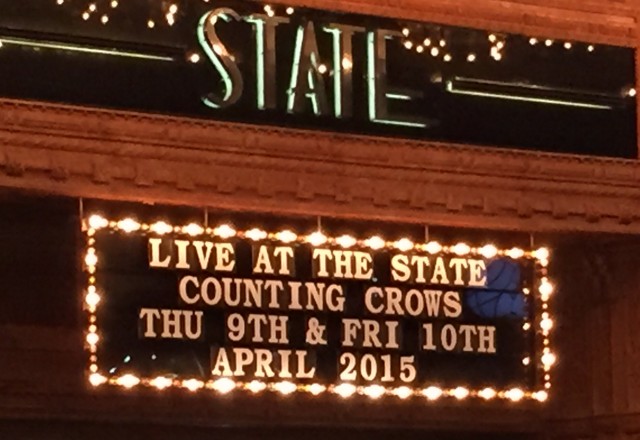 STATE
LIVE AT THE STATE
COUNTING CROWS
THU 9TH & FRI 10TH
APRIL 2015